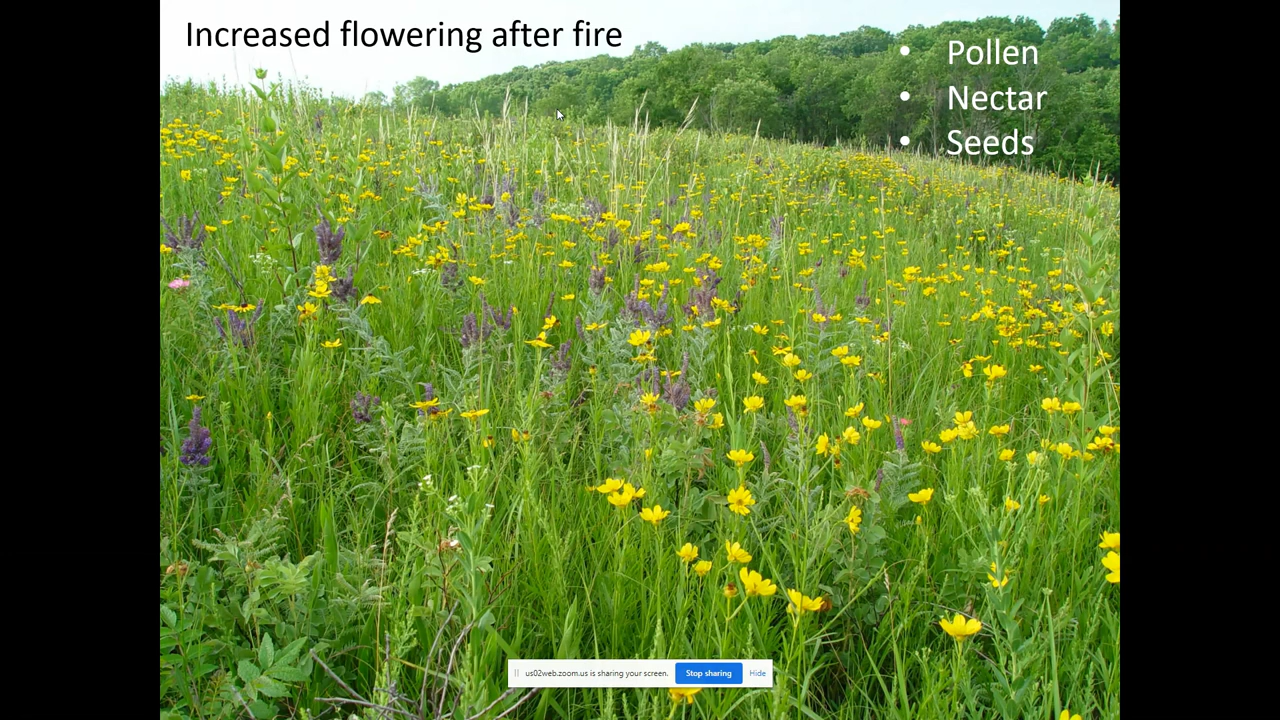 Increased flowering after fire
• Pollen
• Nectar
• Seeds
us02web.zoom.us is sharing your screen. Stop sharing Hide